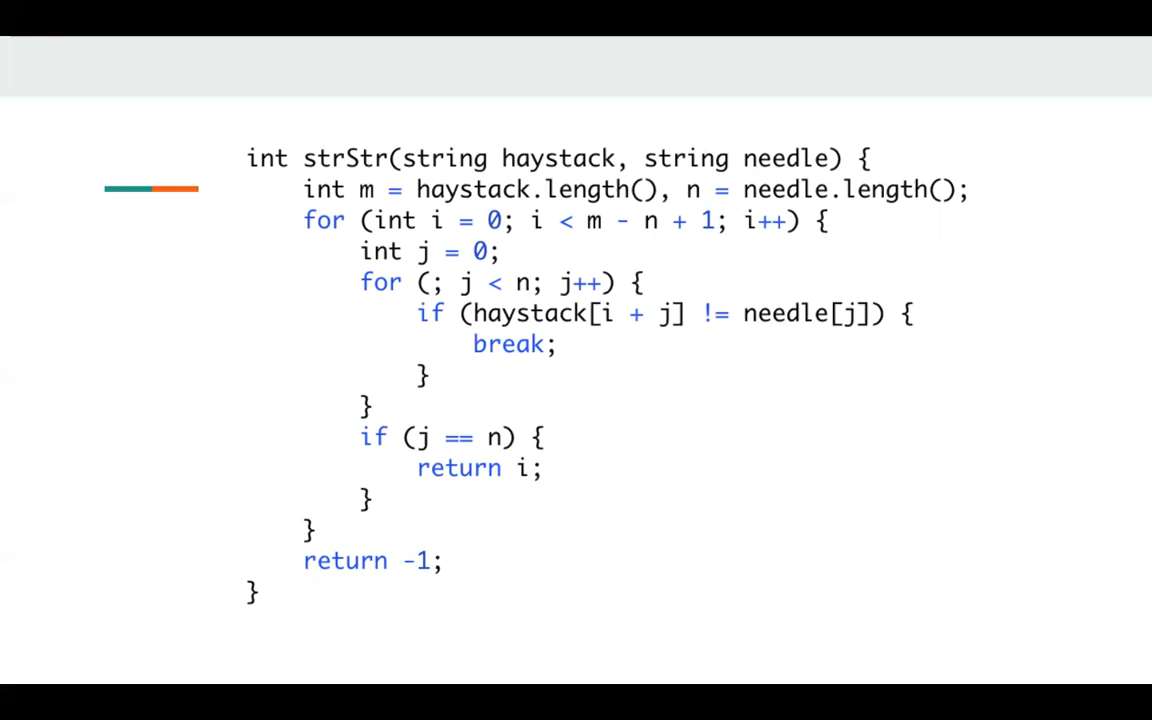 int strStr(string haystack, string needle) {
    int m = haystack.length(), n = needle.length();
    for (int i = 0; i < m - n + 1; i++) {
        int j = 0;
        for (; j < n; j++) {
            if (haystack[i + j] != needle[j]) {
                break;
            }
        }
        if (j == n) {
            return i;
        }
    }
    return -1;
}